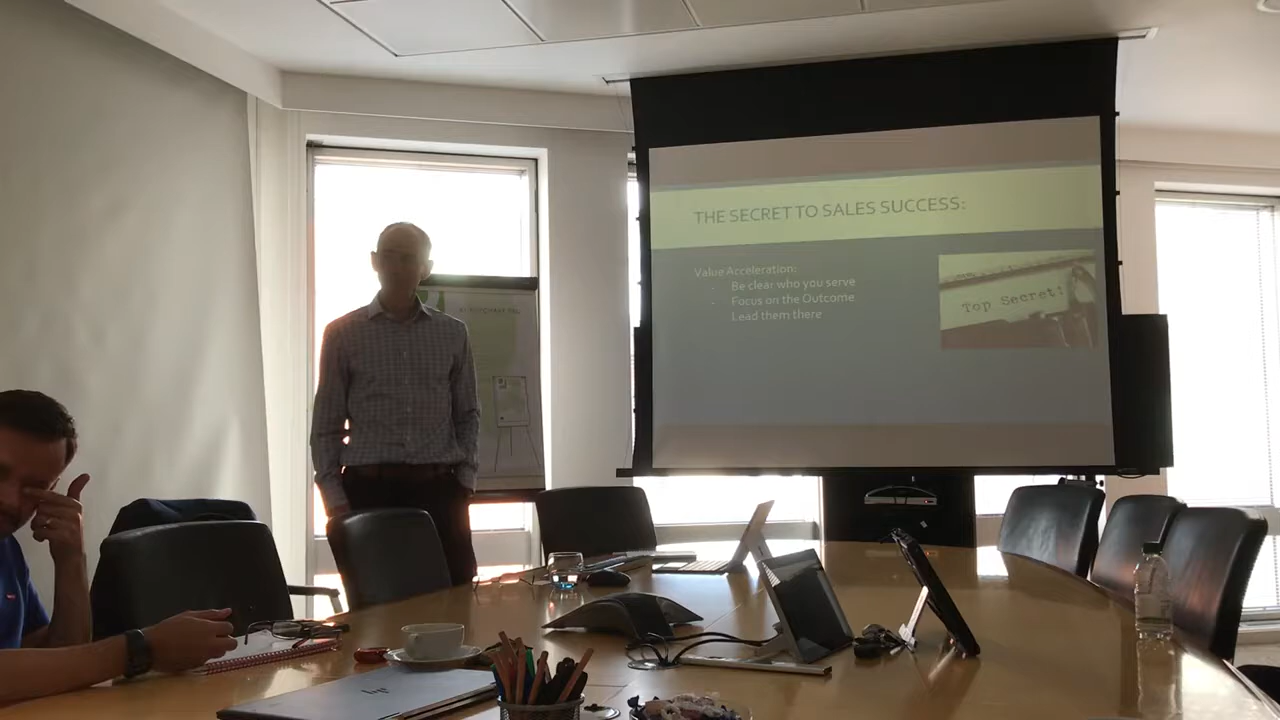 THE SECRET TO SALES SUCCESS:
Value Acceleration:
- Be clear who you serve
- Focus on the Outcome
Lead them there
Top Secret!
hp